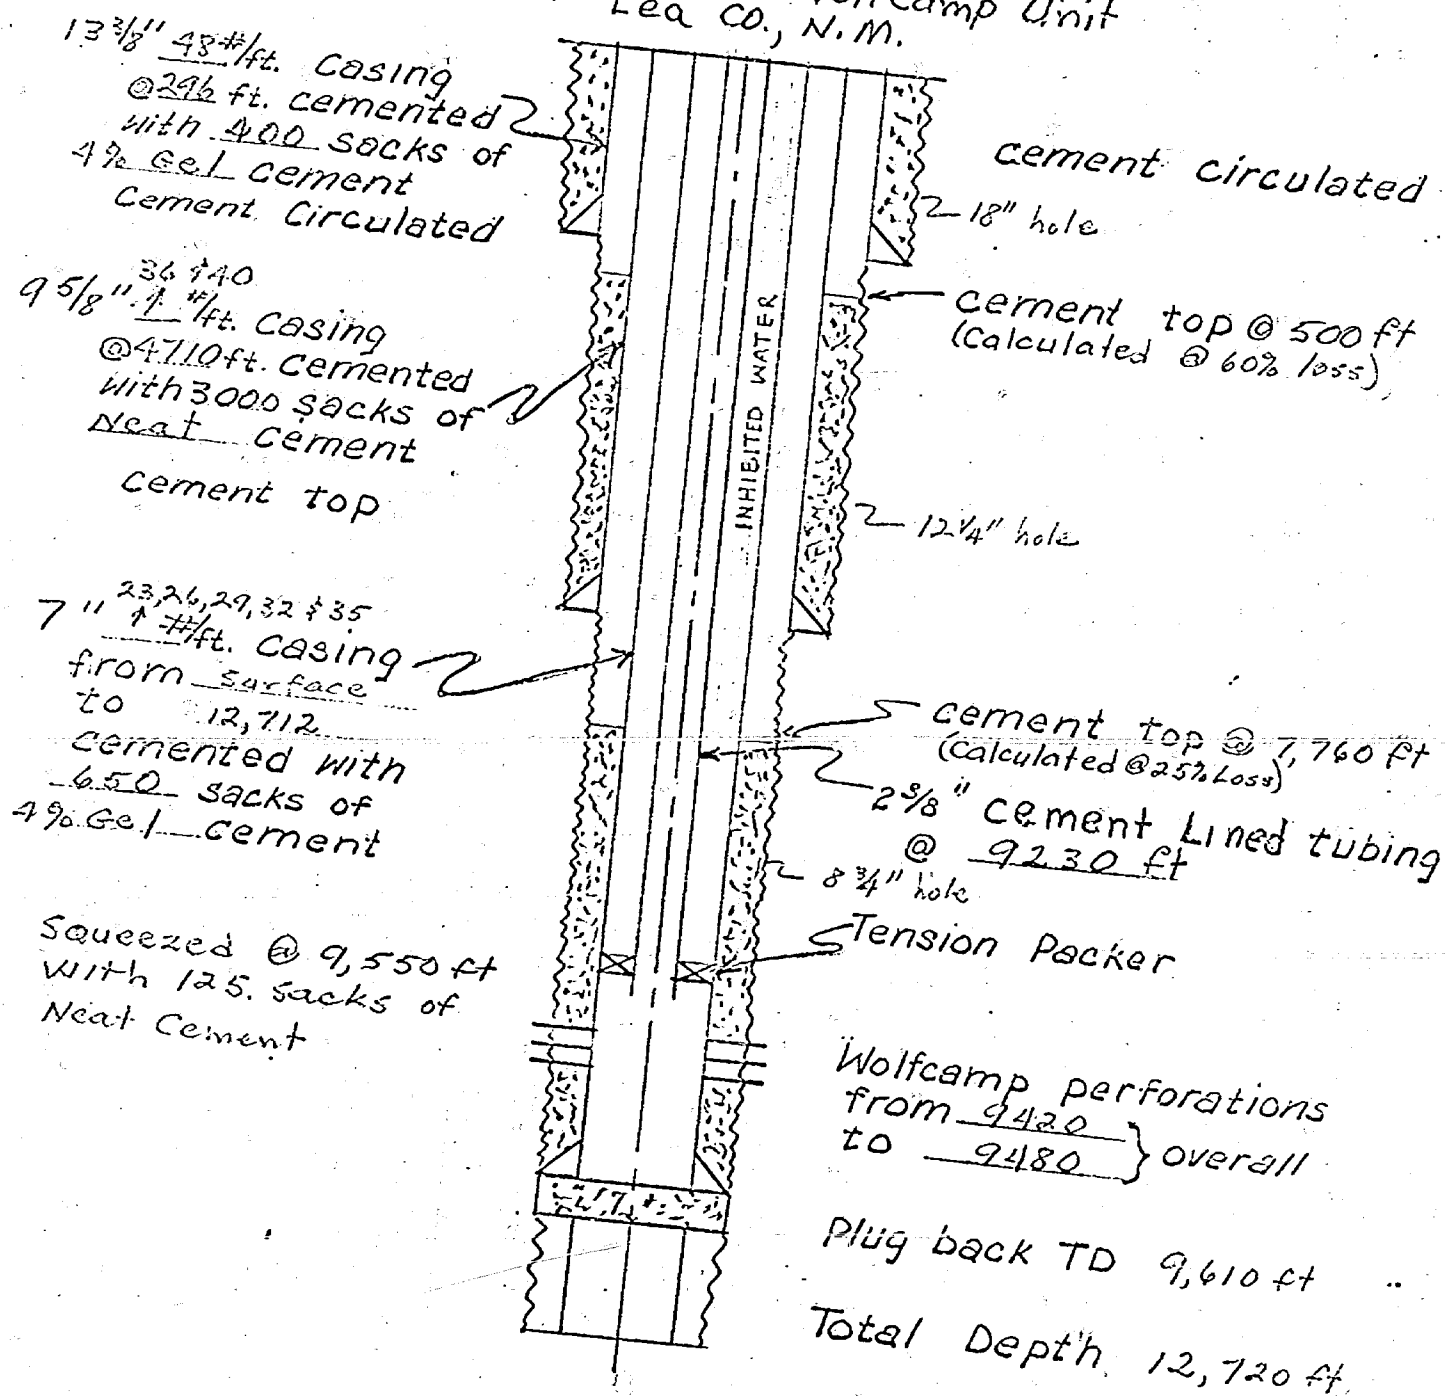 Camp Unit
Lea Co., N.M.
13 3/8" 48#/ft. Casing
@ 296 ft. cemented
with 400 sacks of
4% Gel cement
Cement Circulated
cement circulated
18" hole
36 & 40
9 5/8" ↑ #/ft. Casing
@ 4710 ft. Cemented
with 3000 sacks of
Neat cement
cement top
cement top @ 500 ft
(Calculated @ 60% loss)
INHIBITED WATER
12 1/4" hole
23, 26, 29, 32 & 35
7" ↑ #/ft. Casing
from surface
to 12,712
cemented with
650 sacks of
4% Gel cement
cement top @ 7,760 ft
(Calculated @ 25% Loss)
2 3/8" cement Lined tubing
@ 9230 ft
8 3/4" hole
Tension Packer
Squeezed @ 9,550 ft
with 125 sacks of
Neat Cement
Wolfcamp perforations
from 9420
to 9480 } overall
Plug back TD 9,610 ft
Total Depth 12,720 ft